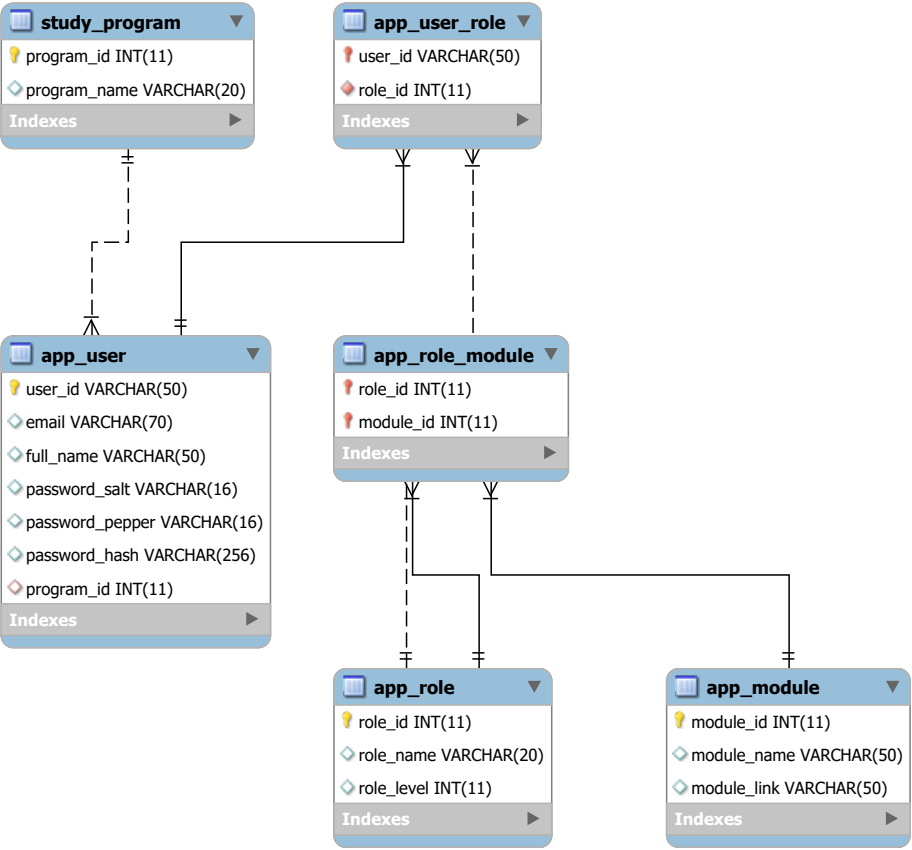 study_program
program_id INT(11)
program_name VARCHAR(20)
Indexes
app_user_role
user_id VARCHAR(50)
role_id INT(11)
Indexes
app_user
user_id VARCHAR(50)
email VARCHAR(70)
full_name VARCHAR(50)
password_salt VARCHAR(16)
password_pepper VARCHAR(16)
password_hash VARCHAR(256)
program_id INT(11)
Indexes
app_role_module
role_id INT(11)
module_id INT(11)
Indexes
app_role
role_id INT(11)
role_name VARCHAR(20)
role_level INT(11)
Indexes
app_module
module_id INT(11)
module_name VARCHAR(50)
module_link VARCHAR(50)
Indexes